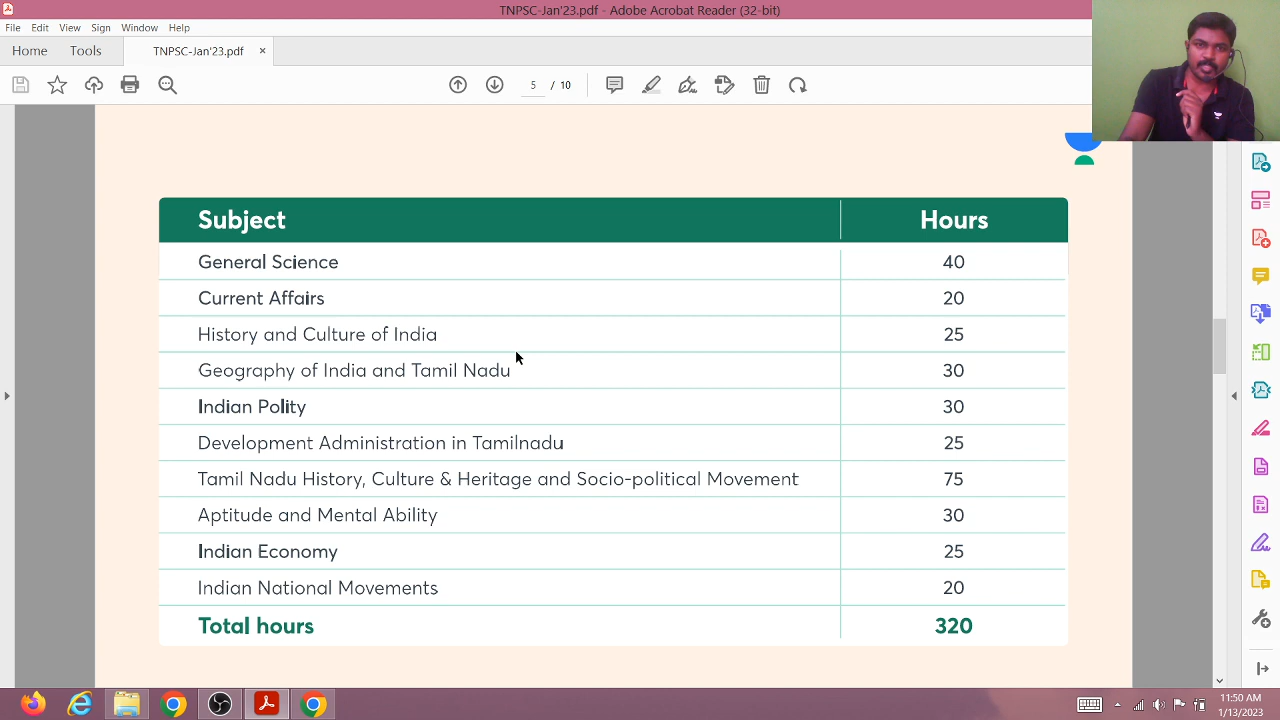 TNPSC-Jan'23.pdf - Adobe Acrobat Reader (32-bit)
File Edit View Sign Window Help
Home Tools TNPSC-Jan'23.pdf ×
5 / 10
Subject Hours
General Science 40
Current Affairs 20
History and Culture of India 25
Geography of India and Tamil Nadu 30
Indian Polity 30
Development Administration in Tamilnadu 25
Tamil Nadu History, Culture & Heritage and Socio-political Movement 75
Aptitude and Mental Ability 30
Indian Economy 25
Indian National Movements 20
Total hours 320
11:50 AM
1/13/2023